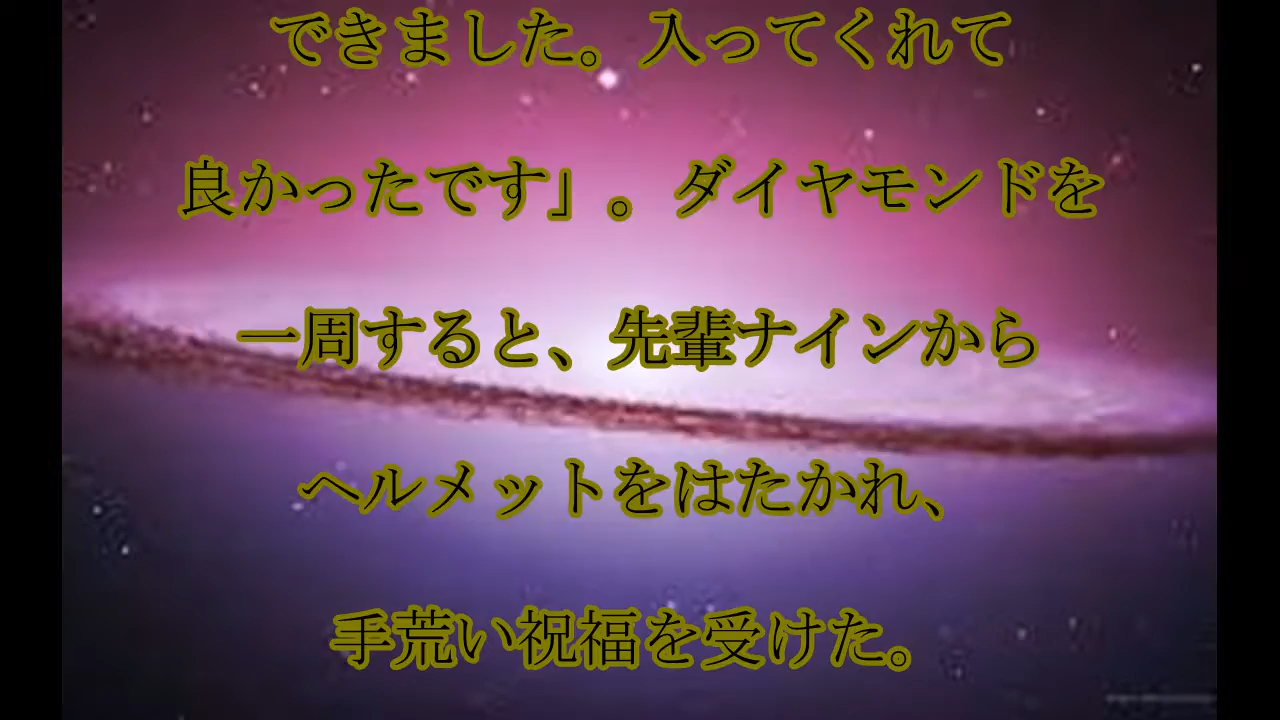 できました。入ってくれて
良かったです」。ダイヤモンドを
一周すると、先輩ナインから
ヘルメットをはたかれ、
手荒い祝福を受けた。